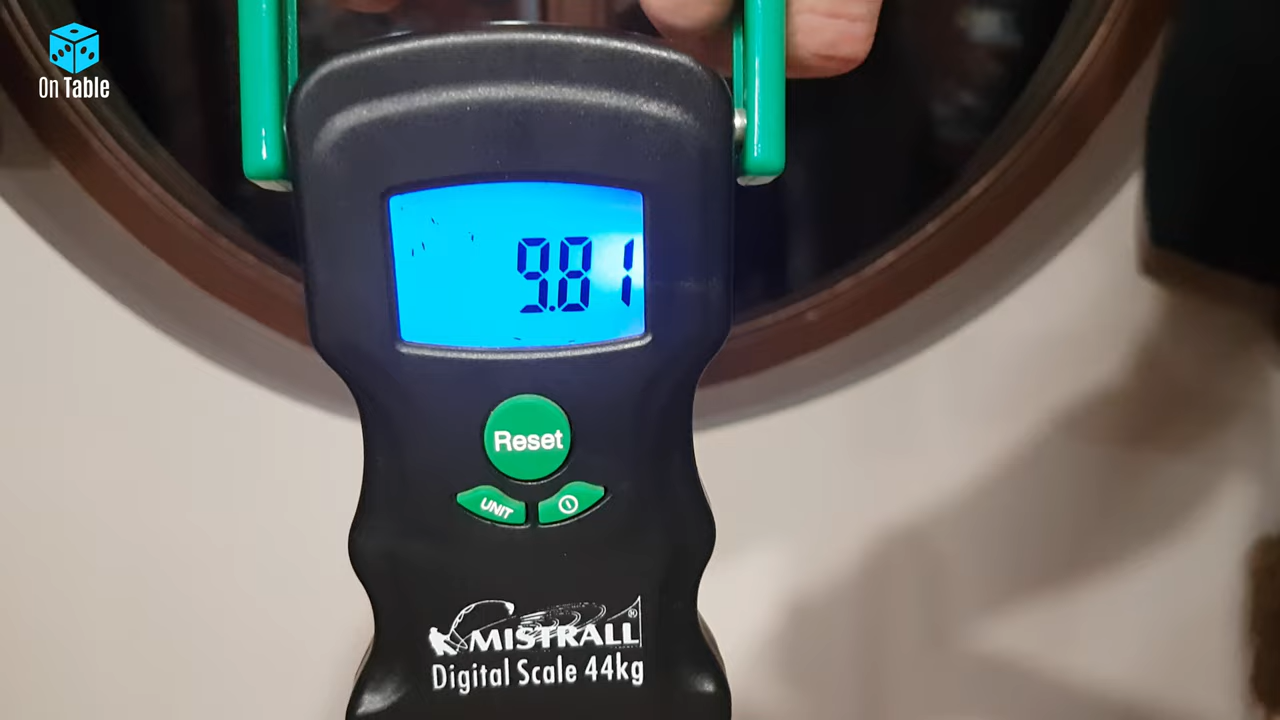 On Table
9.81
Reset
UNIT
MISTRALL®
Digital Scale 44kg